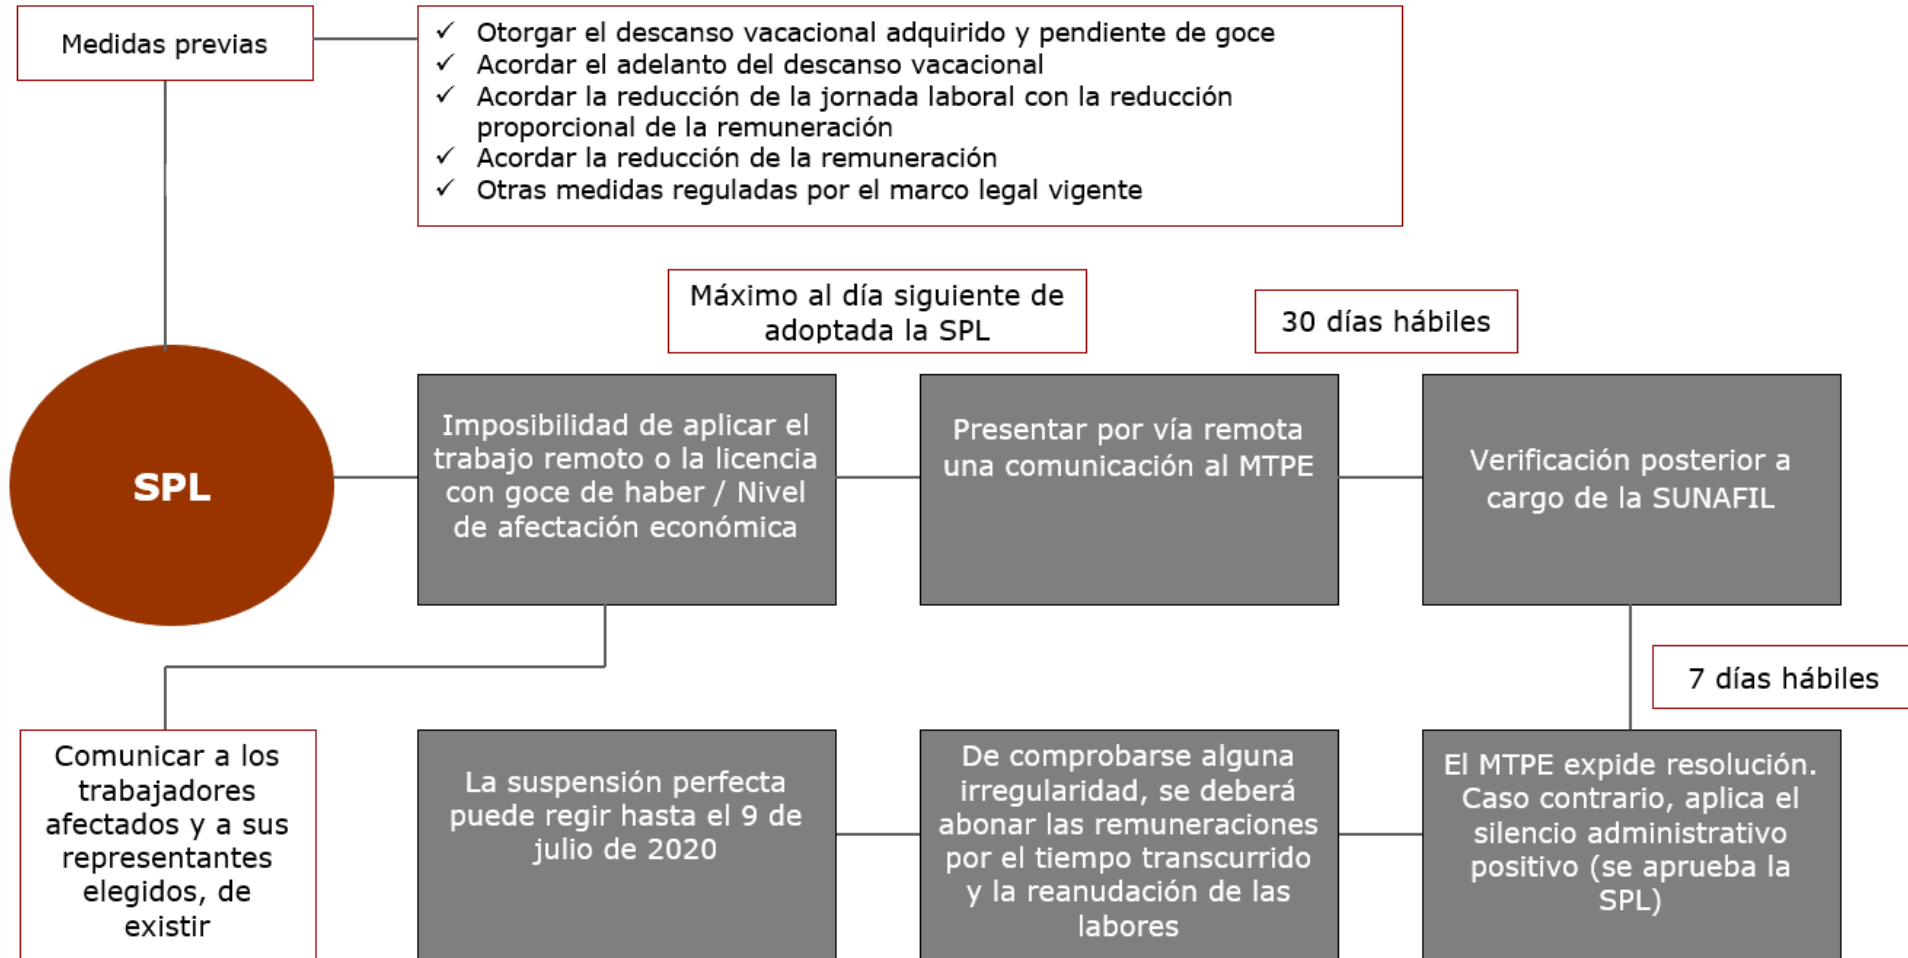 Medidas previas
✓ Otorgar el descanso vacacional adquirido y pendiente de goce
✓ Acordar el adelanto del descanso vacacional
✓ Acordar la reducción de la jornada laboral con la reducción
proporcional de la remuneración
✓ Acordar la reducción de la remuneración
✓ Otras medidas reguladas por el marco legal vigente
Máximo al día siguiente de
adoptada la SPL
30 días hábiles
SPL
Imposibilidad de aplicar el
trabajo remoto o la licencia
con goce de haber / Nivel
de afectación económica
Presentar por vía remota
una comunicación al MTPE
Verificación posterior a
cargo de la SUNAFIL
7 días hábiles
Comunicar a los
trabajadores
afectados y a sus
representantes
elegidos, de
existir
La suspensión perfecta
puede regir hasta el 9 de
julio de 2020
De comprobarse alguna
irregularidad, se deberá
abonar las remuneraciones
por el tiempo transcurrido
y la reanudación de las
labores
El MTPE expide resolución.
Caso contrario, aplica el
silencio administrativo
positivo (se aprueba la
SPL)